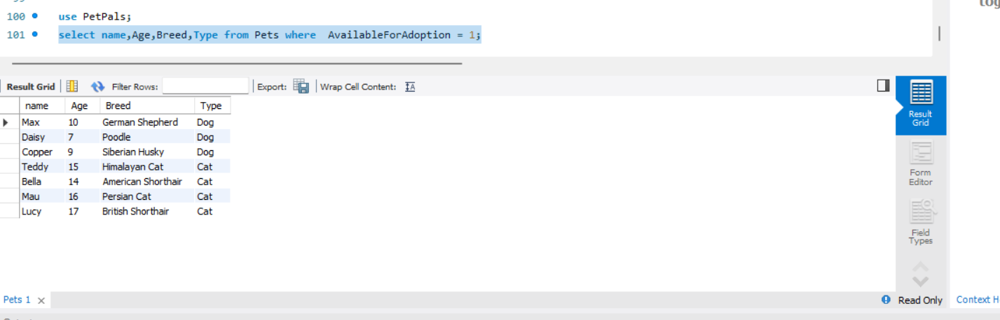 100 use PetPals;
101 select name,Age,Breed,Type from Pets where  AvailableForAdoption = 1;
Result Grid Filter Rows: Export: Wrap Cell Content: IA
name Age Breed Type
Max 10 German Shepherd Dog
Daisy 7 Poodle Dog
Copper 9 Siberian Husky Dog
Teddy 15 Himalayan Cat Cat
Bella 14 American Shorthair Cat
Mau 16 Persian Cat Cat
Lucy 17 British Shorthair Cat
Result
Grid
Form
Editor
Field
Types
Pets 1 Read Only Context H